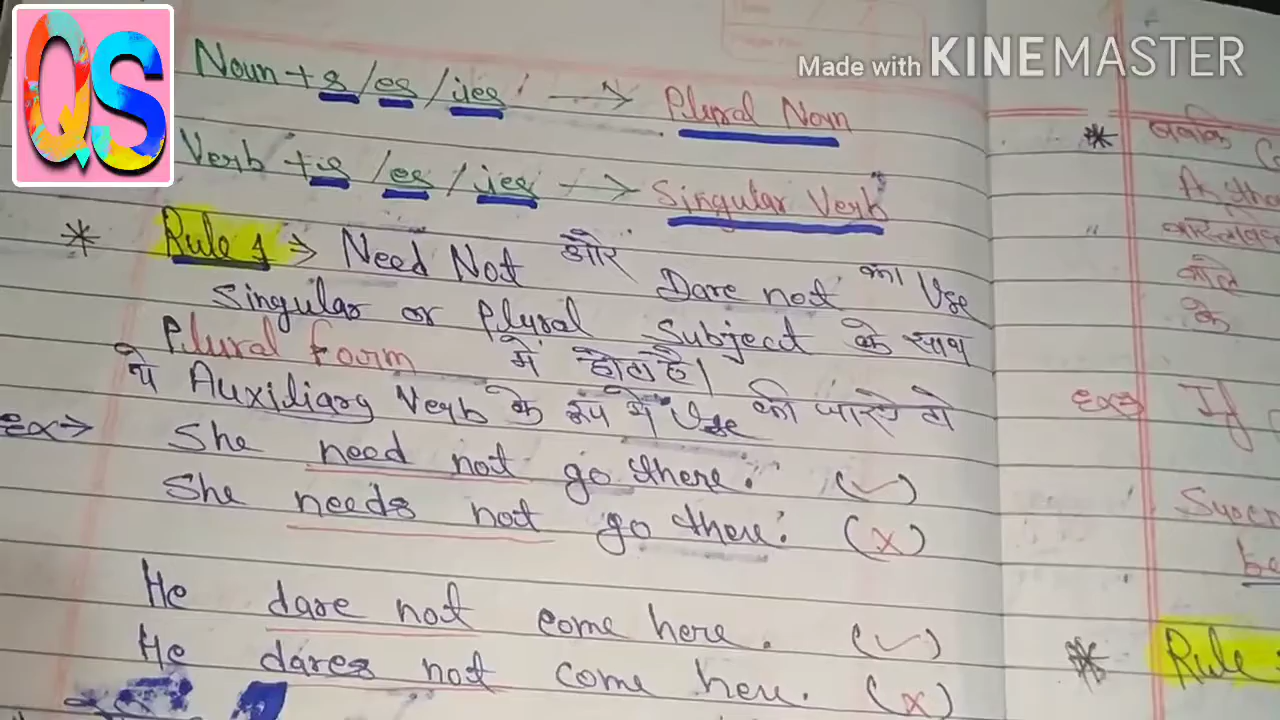 QS
Made with KINEMASTER
Noun + s / es / ies → Plural Noun
Verb + s / es / ies → Singular Verb
* Rule 1 → Need Not और Dare not का Use
Singular or Plural Subject के साथ
Plural form में होता है।
ये Auxiliary Verb के रूप में Use की जाए तो
Ex → She need not go there. (✓)
She needs not go there. (x)
He dare not come here. (✓)
He dares not come here. (x)
*
Ex → If
be
* Rule